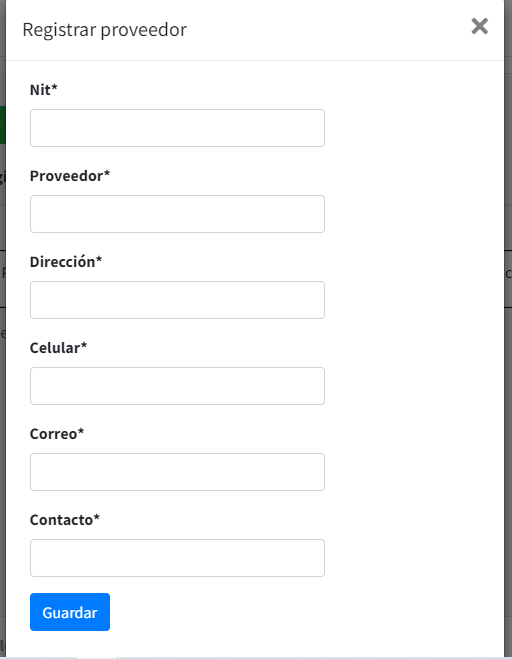 Registrar proveedor
Nit*
Proveedor*
Dirección*
Celular*
Correo*
Contacto*
Guardar